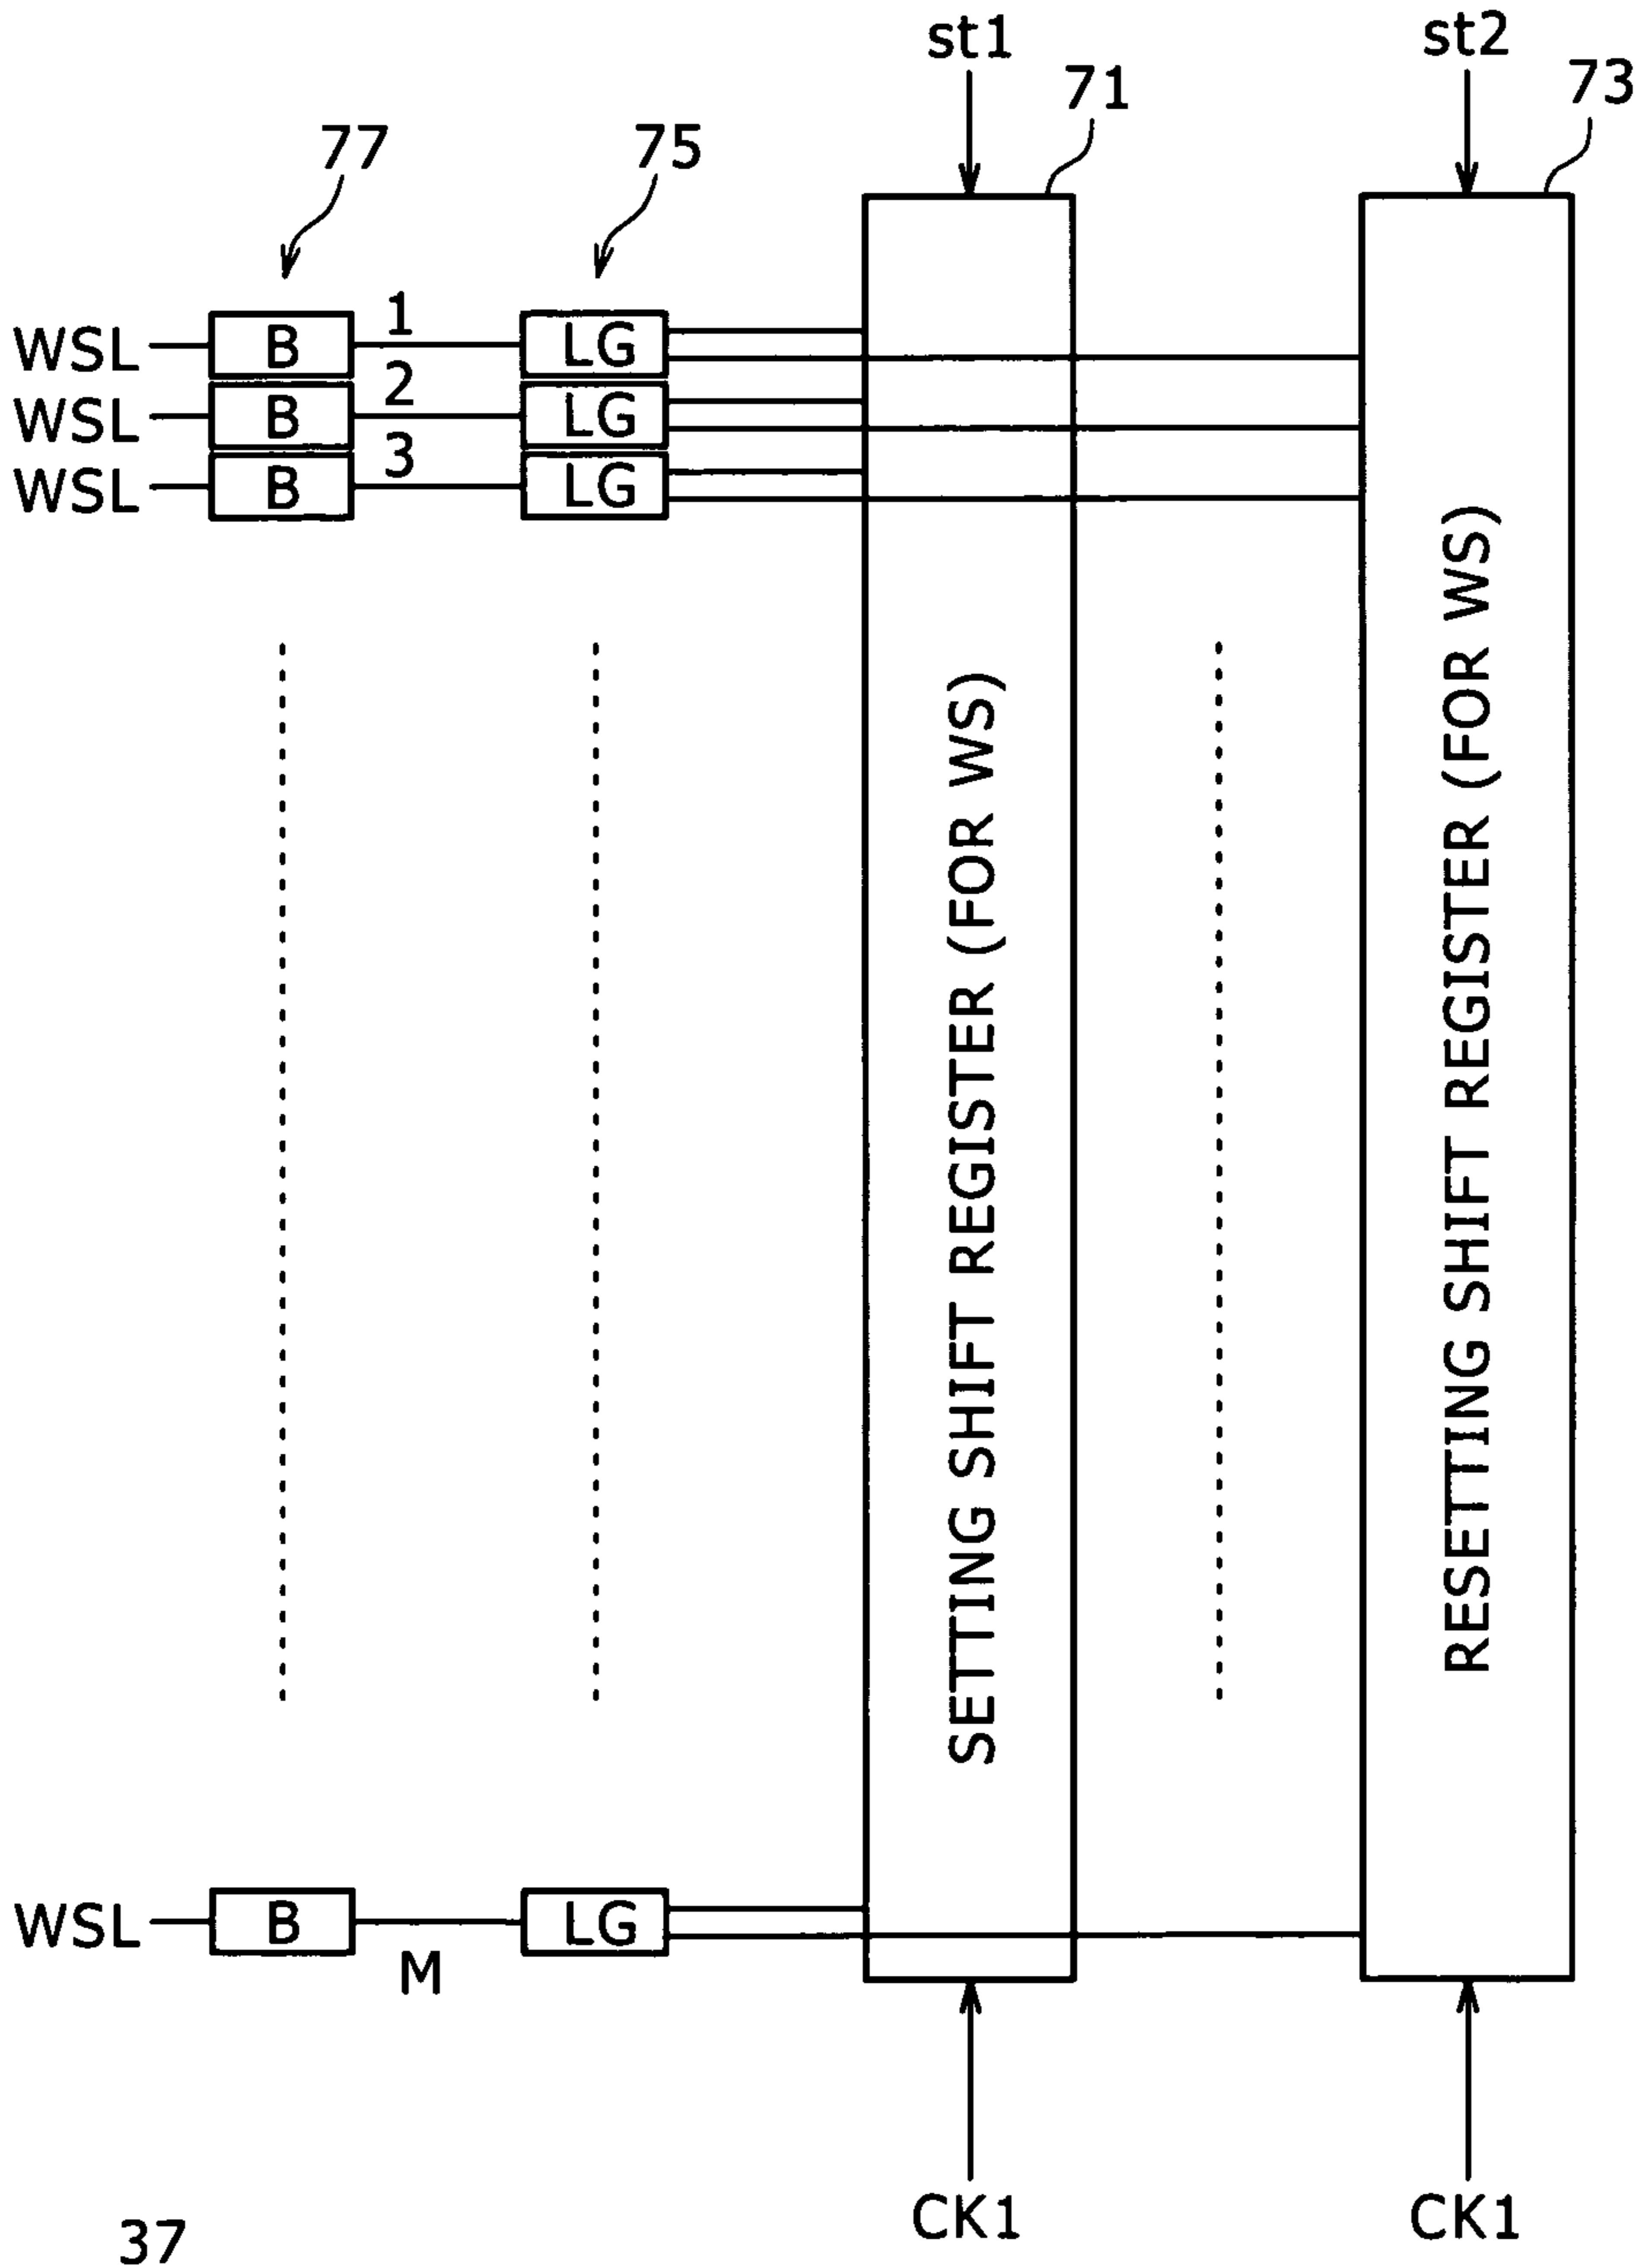 st1
st2
71
73
77
75
WSL B 1 LG
WSL B 2 LG
WSL B 3 LG
SETTING SHIFT REGISTER (FOR WS)
RESETTING SHIFT REGISTER (FOR WS)
WSL B M LG
CK1
CK1
37